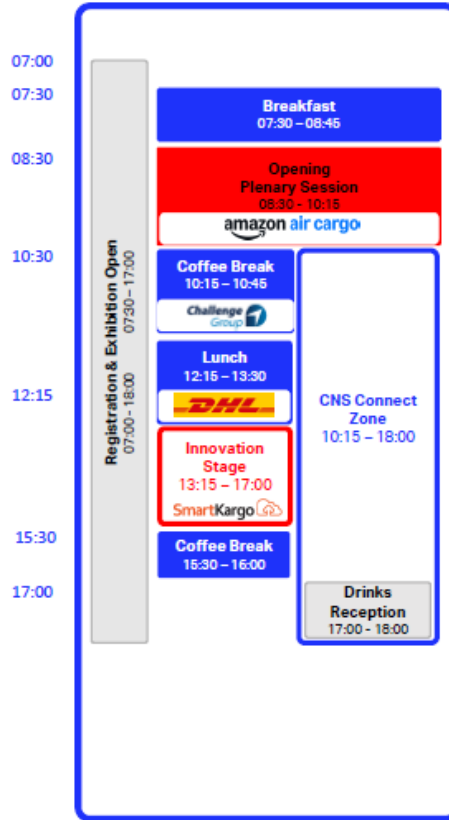 07:00
07:30
08:30
10:30
12:15
15:30
17:00
Registration & Exhibition Open
07:00 - 18:00 07:30 – 17:00
Breakfast
07:30 – 08:45
Opening
Plenary Session
08:30 - 10:15
amazon air cargo
Coffee Break
10:15 – 10:45
Challenge
Group
Lunch
12:15 – 13:30
DHL
Innovation
Stage
13:15 – 17:00
SmartKargo
Coffee Break
15:30 – 16:00
CNS Connect
Zone
10:15 – 18:00
Drinks
Reception
17:00 - 18:00